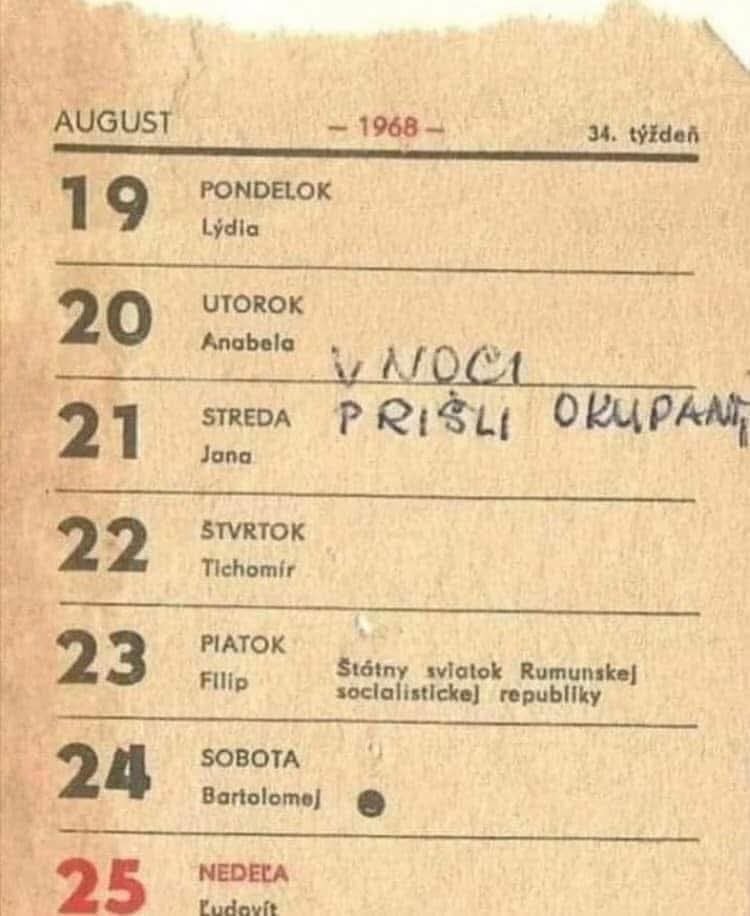 AUGUST – 1968 – 34. týždeň
19 PONDELOK
Lýdia
20 UTOROK
Anabela
V NOCI
21 STREDA PRIŠLI OKUPANTI
Jana
22 ŠTVRTOK
Tichomír
23 PIATOK
Filip Štátny sviatok Rumunskej
socialistickej republiky
24 SOBOTA
Bartolomej
25 NEDEĽA
Ľudovít